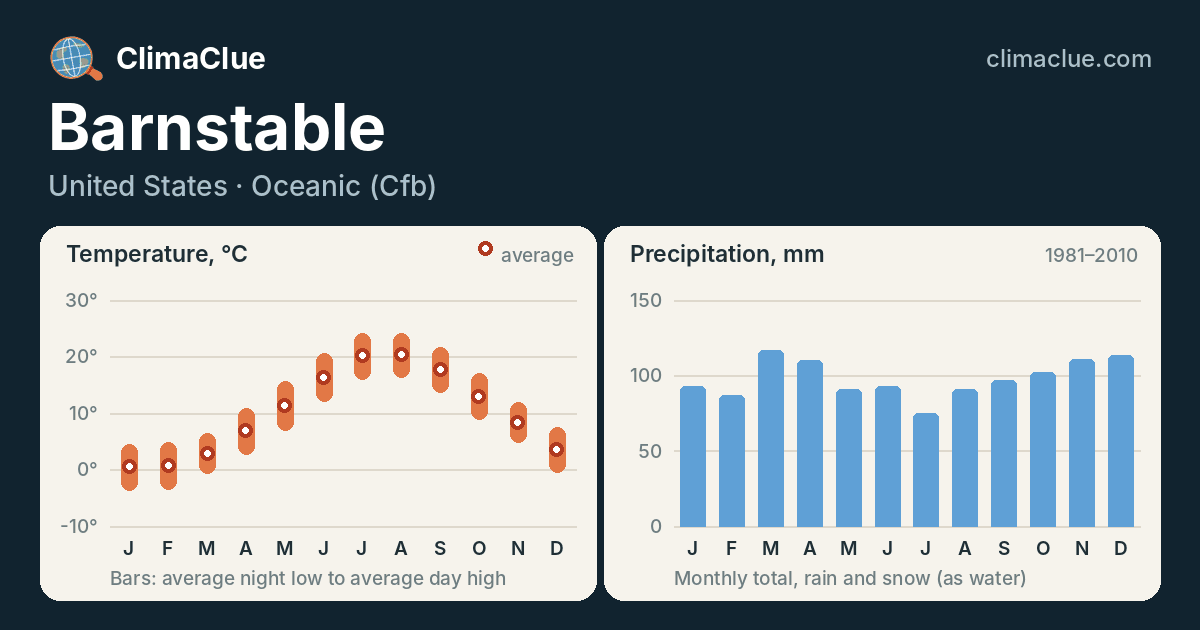 ClimaClue
climaclue.com
Barnstable
United States · Oceanic (Cfb)
Temperature, °C
average
30°
20°
10°
0°
-10°
J F M A M J J A S O N D
Bars: average night low to average day high
Precipitation, mm
1981–2010
150
100
50
0
J F M A M J J A S O N D
Monthly total, rain and snow (as water)